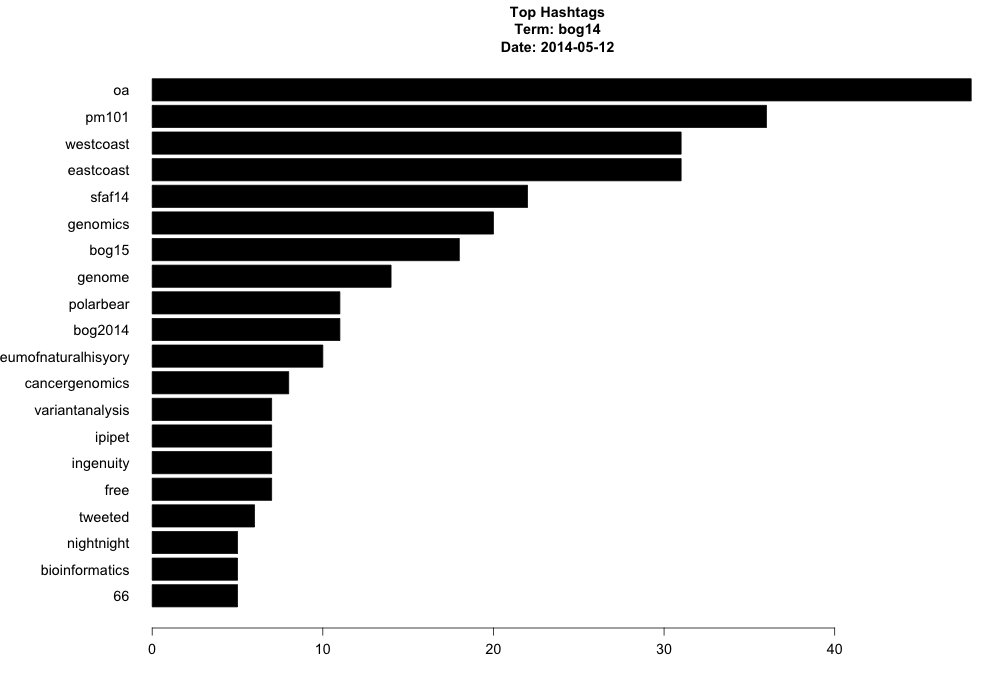 Top Hashtags
Term: bog14
Date: 2014-05-12
oa
pm101
westcoast
eastcoast
sfaf14
genomics
bog15
genome
polarbear
bog2014
eumofnaturalhisyory
cancergenomics
variantanalysis
ipipet
ingenuity
free
tweeted
nightnight
bioinformatics
66
0 10 20 30 40